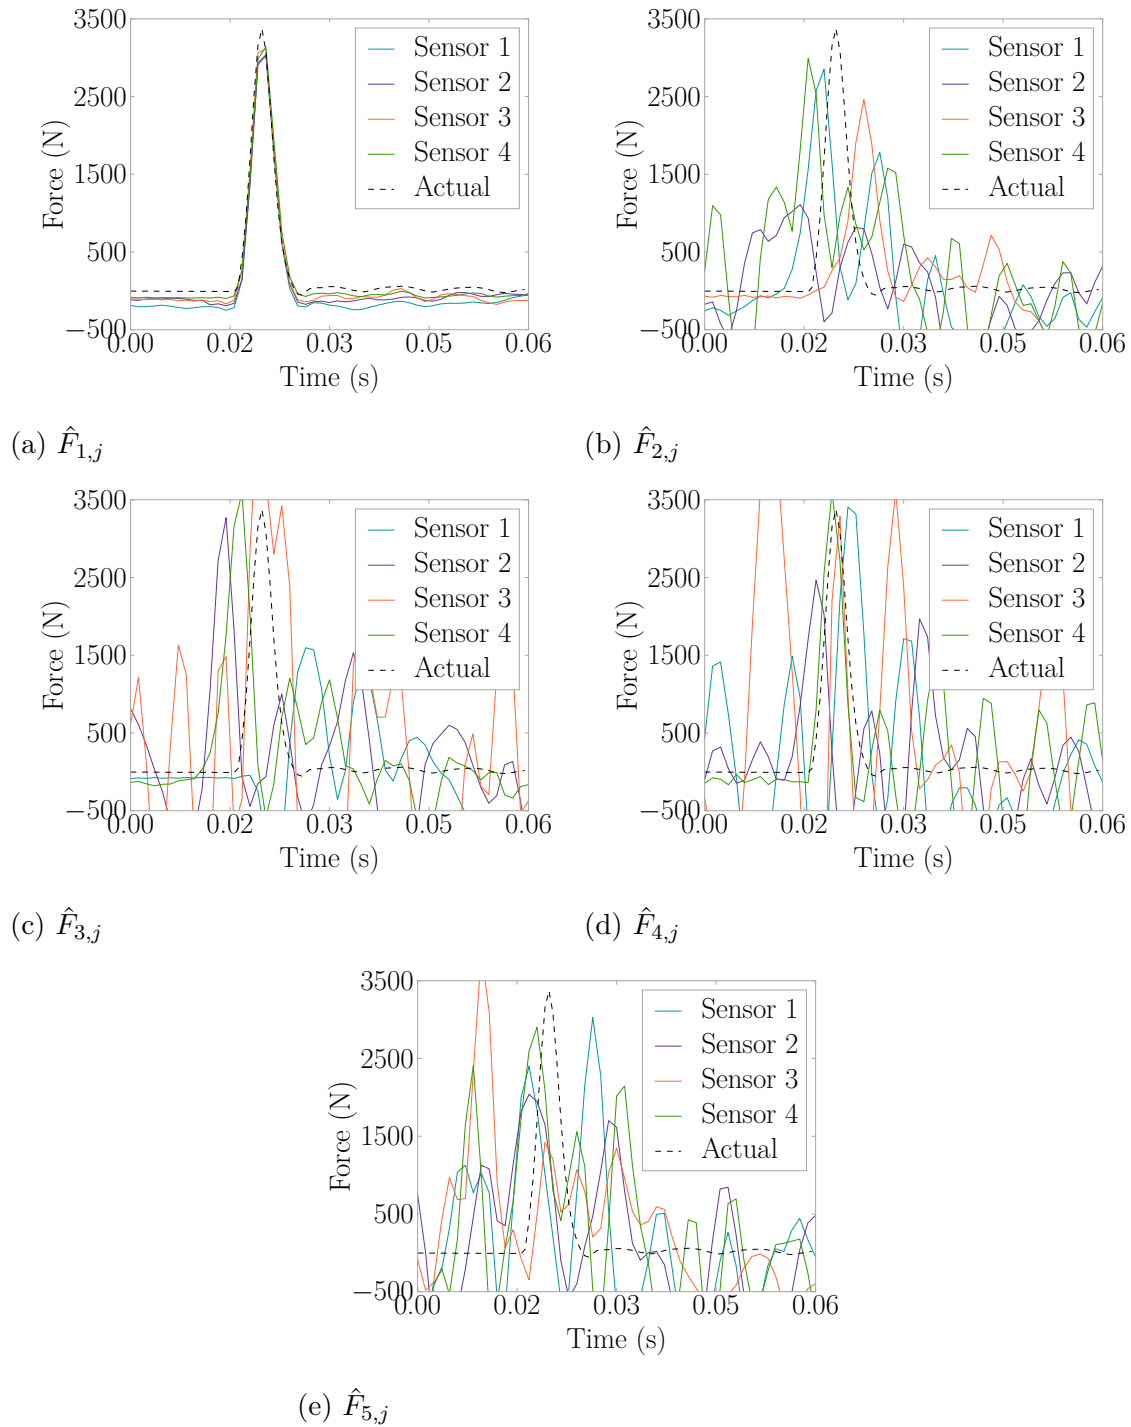 3500
2500
1500
500
−500
Force (N)
0.00 0.02 0.03 0.05 0.06
Time (s)
Sensor 1
Sensor 2
Sensor 3
Sensor 4
Actual
(a) F̂1,j
3500
2500
1500
500
−500
Force (N)
0.00 0.02 0.03 0.05 0.06
Time (s)
Sensor 1
Sensor 2
Sensor 3
Sensor 4
Actual
(b) F̂2,j
3500
2500
1500
500
−500
Force (N)
0.00 0.02 0.03 0.05 0.06
Time (s)
Sensor 1
Sensor 2
Sensor 3
Sensor 4
Actual
(c) F̂3,j
3500
2500
1500
500
−500
Force (N)
0.00 0.02 0.03 0.05 0.06
Time (s)
Sensor 1
Sensor 2
Sensor 3
Sensor 4
Actual
(d) F̂4,j
3500
2500
1500
500
−500
Force (N)
0.00 0.02 0.03 0.05 0.06
Time (s)
Sensor 1
Sensor 2
Sensor 3
Sensor 4
Actual
(e) F̂5,j